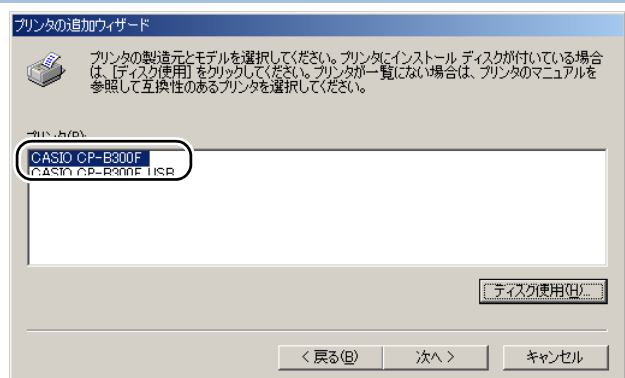 プリンタの追加ウィザード
プリンタの製造元とモデルを選択してください。プリンタにインストール ディスクが付いている場合
は、[ディスク使用] をクリックしてください。プリンタが一覧にない場合は、プリンタのマニュアルを
参照して互換性のあるプリンタを選択してください。
プリンタ(P):
CASIO CP-B300F
CASIO CP-B300F USB
ディスク使用(H)...
< 戻る(B)
次へ >
キャンセル